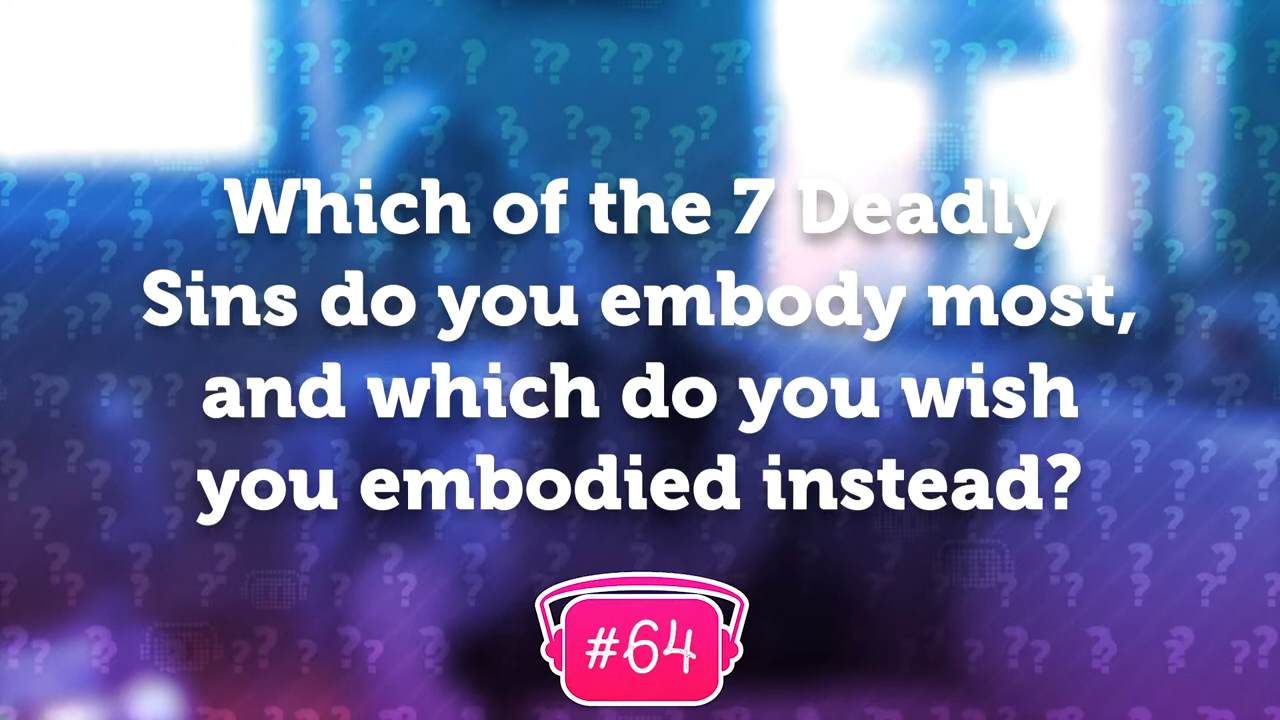 Which of the 7 Deadly
Sins do you embody most,
and which do you wish
you embodied instead?
#64